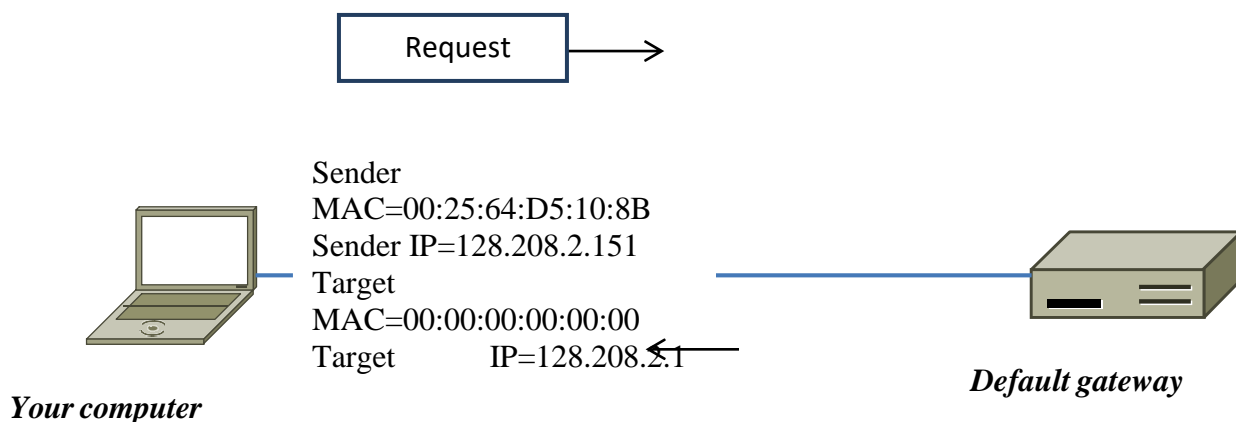 Request
Sender
MAC=00:25:64:D5:10:8B
Sender IP=128.208.2.151
Target
MAC=00:00:00:00:00:00
Target IP=128.208.2.1
Default gateway
Your computer